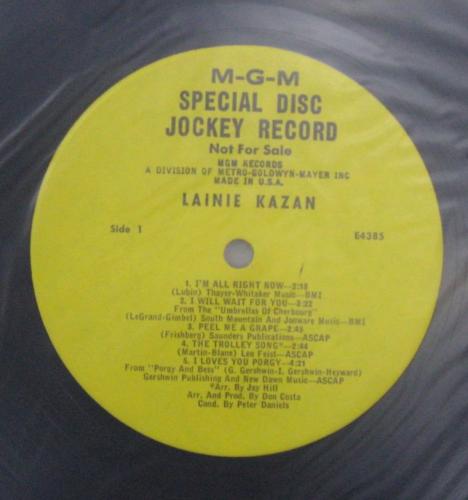 M-G-M
SPECIAL DISC
JOCKEY RECORD
Not For Sale
MGM RECORDS
A DIVISION OF METRO-GOLDWYN-MAYER INC
MADE IN U.S.A.
LAINIE KAZAN
Side 1 E4385
1. I'M ALL RIGHT NOW—2:18
(Lubin) Thayer-Whitaker Music—BMI
2. I WILL WAIT FOR YOU—3:22
From The "Umbrellas Of Cherbourg"
(LeGrand-Gimbel) South Mountain And Jonware Music—BMI
3. PEEL ME A GRAPE—2:45
(Frishberg) Saunders Publications—ASCAP
4. THE TROLLEY SONG*—2:44
(Martin-Blane) Leo Feist—ASCAP
5. I LOVES YOU PORGY—4:21
From "Porgy And Bess" (G. Gershwin-I. Gershwin-Heyward)
Gershwin Publishing And New Dawn Music—ASCAP
*Arr. By Jay Hill
Arr. And Prod. By Don Costa
Cond. By Peter Daniels